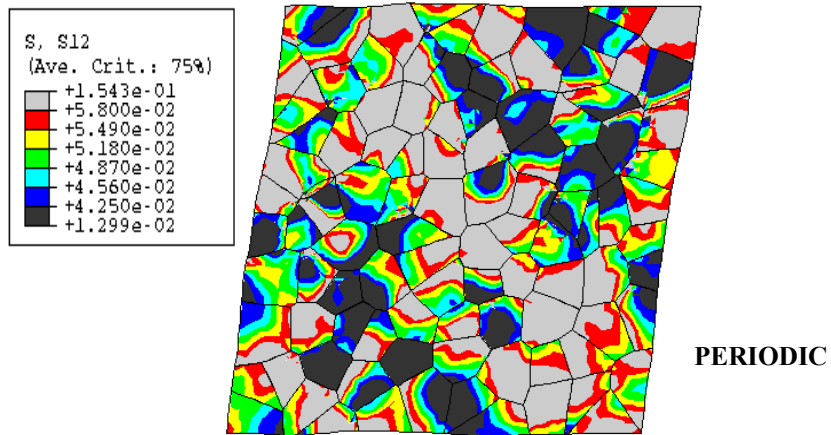 S, S12
(Ave. Crit.: 75%)
+1.543e-01
+5.800e-02
+5.490e-02
+5.180e-02
+4.870e-02
+4.560e-02
+4.250e-02
+1.299e-02
PERIODIC